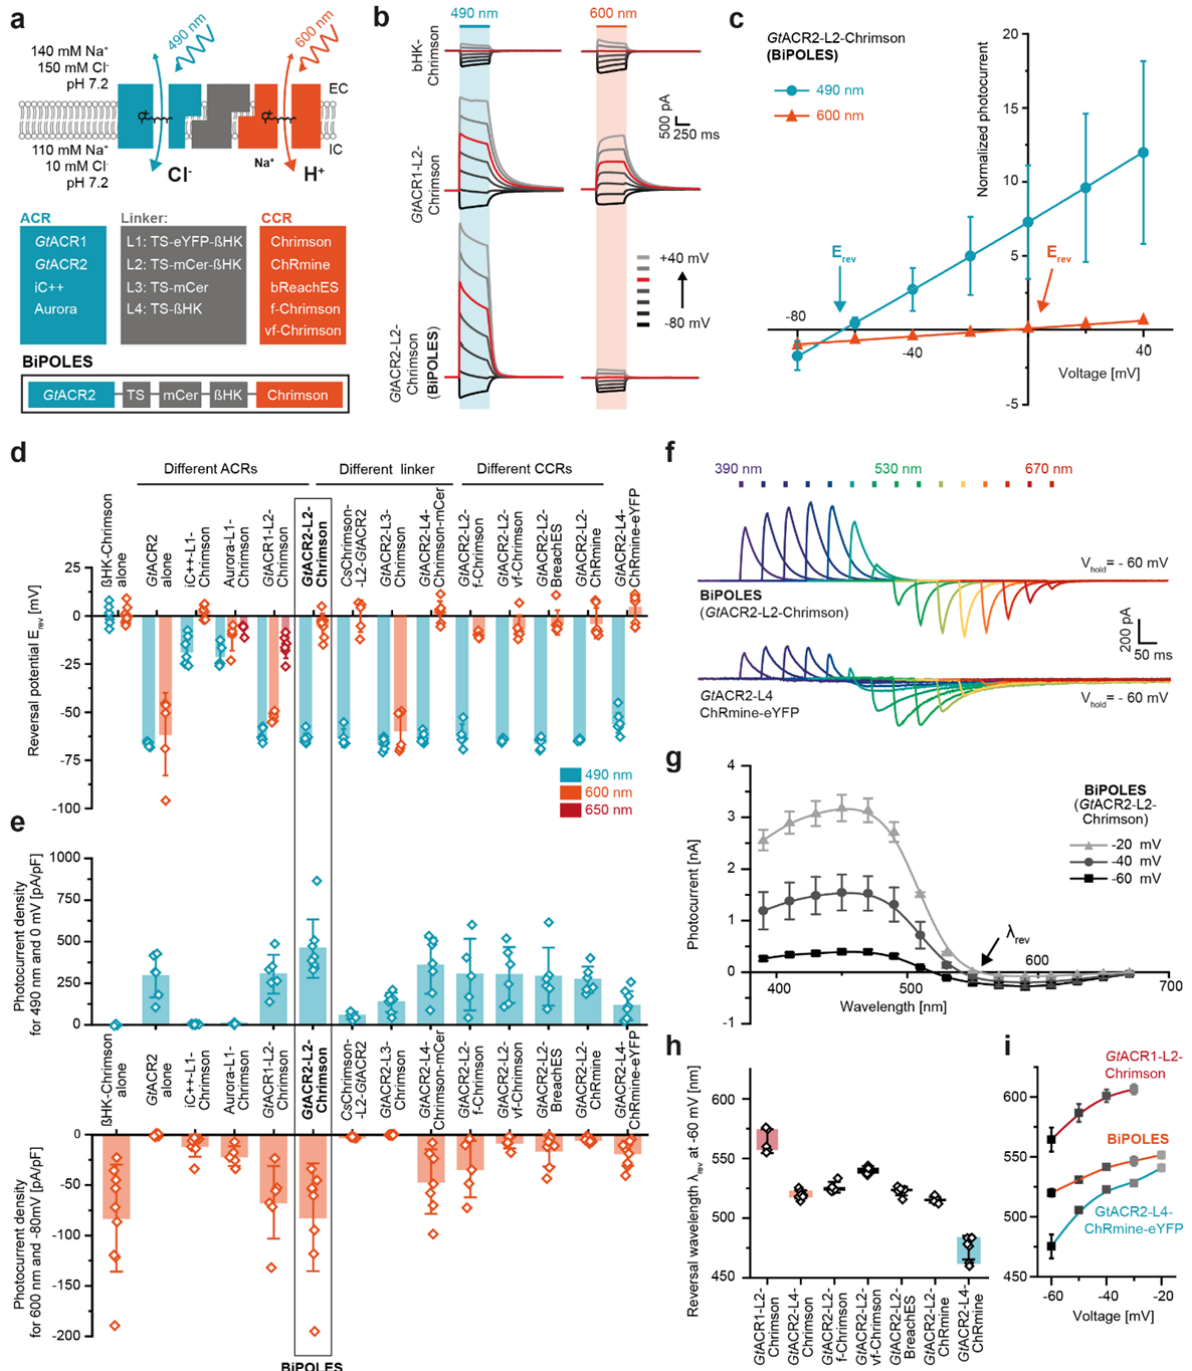 a
140 mM Na⁺
150 mM Cl⁻
pH 7.2
490 nm
600 nm
EC
IC
110 mM Na⁺
10 mM Cl⁻
pH 7.2
Cl⁻
Na⁺
H⁺
ACR
GtACR1
GtACR2
iC++
Aurora
Linker:
L1: TS-eYFP-ßHK
L2: TS-mCer-ßHK
L3: TS-mCer
L4: TS-ßHK
CCR
Chrimson
ChRmine
bReachES
f-Chrimson
vf-Chrimson
BiPOLES
GtACR2
TS
mCer
ßHK
Chrimson
b
490 nm
600 nm
bHK-
Chrimson
500 pA
250 ms
GtACR1-L2-
Chrimson
+40 mV
-80 mV
GtACR2-L2-
Chrimson
(BiPOLES)
c
GtACR2-L2-Chrimson
(BiPOLES)
490 nm
600 nm
Normalized photocurrent
20
15
10
5
-5
E rev
E rev
-80
-40
40
Voltage [mV]
d
Different ACRs
Different linker
Different CCRs
ßHK-Chrimson
alone
GtACR2
alone
iC++-L1-
Chrimson
Aurora-L1-
Chrimson
GtACR1-L2-
Chrimson
GtACR2-L2-
Chrimson
CsChrimson
-L2-GtACR2
GtACR2-L3-
Chrimson
GtACR2-L4-
Chrimson-mCer
GtACR2-L2-
f-Chrimson
GtACR2-L2-
vf-Chrimson
GtACR2-L2-
BreachES
GtACR2-L2-
ChRmine
GtACR2-L4-
ChRmine-eYFP
Reversal potential E rev [mV]
25
0
-25
-50
-75
-100
490 nm
600 nm
650 nm
e
Photocurrent density
for 490 nm and 0 mV [pA/pF]
1000
750
500
250
0
ßHK-Chrimson
alone
GtACR2
alone
iC++-L1-
Chrimson
Aurora-L1-
Chrimson
GtACR1-L2-
Chrimson
GtACR2-L2-
Chrimson
CsChrimson-
-L2-GtACR2
GtACR2-L3-
Chrimson
GtACR2-L4-
Chrimson-mCer
GtACR2-L2-
f-Chrimson
GtACR2-L2-
vf-Chrimson
GtACR2-L2-
BreachES
GtACR2-L2-
ChRmine
GtACR2-L4-
ChRmine-eYFP
Photocurrent density
for 600 nm and -80mV [pA/pF]
0
-50
-100
-150
-200
BiPOLES
f
390 nm
530 nm
670 nm
V hold = - 60 mV
BiPOLES
(GtACR2-L2-Chrimson)
200 pA
50 ms
GtACR2-L4
ChRmine-eYFP
V hold = - 60 mV
g
Photocurrent [nA]
4
3
2
1
0
-1
BiPOLES
(GtACR2-L2-
Chrimson)
-20 mV
-40 mV
-60 mV
λ rev
400
500
600
700
Wavelength [nm]
h
Reversal wavelength λ rev at -60 mV [nm]
600
550
500
450
GtACR1-L2-
Chrimson
GtACR2-L4-
Chrimson
GtACR2-L2-
f-Chrimson
GtACR2-L2-
vf-Chrimson
GtACR2-L2-
BreachES
GtACR2-L2-
ChRmine
GtACR2-L4-
ChRmine
i
GtACR1-L2-
Chrimson
BiPOLES
GtACR2-L4-
ChRmine-eYFP
600
550
500
450
-60
-40
-20
Voltage [mV]